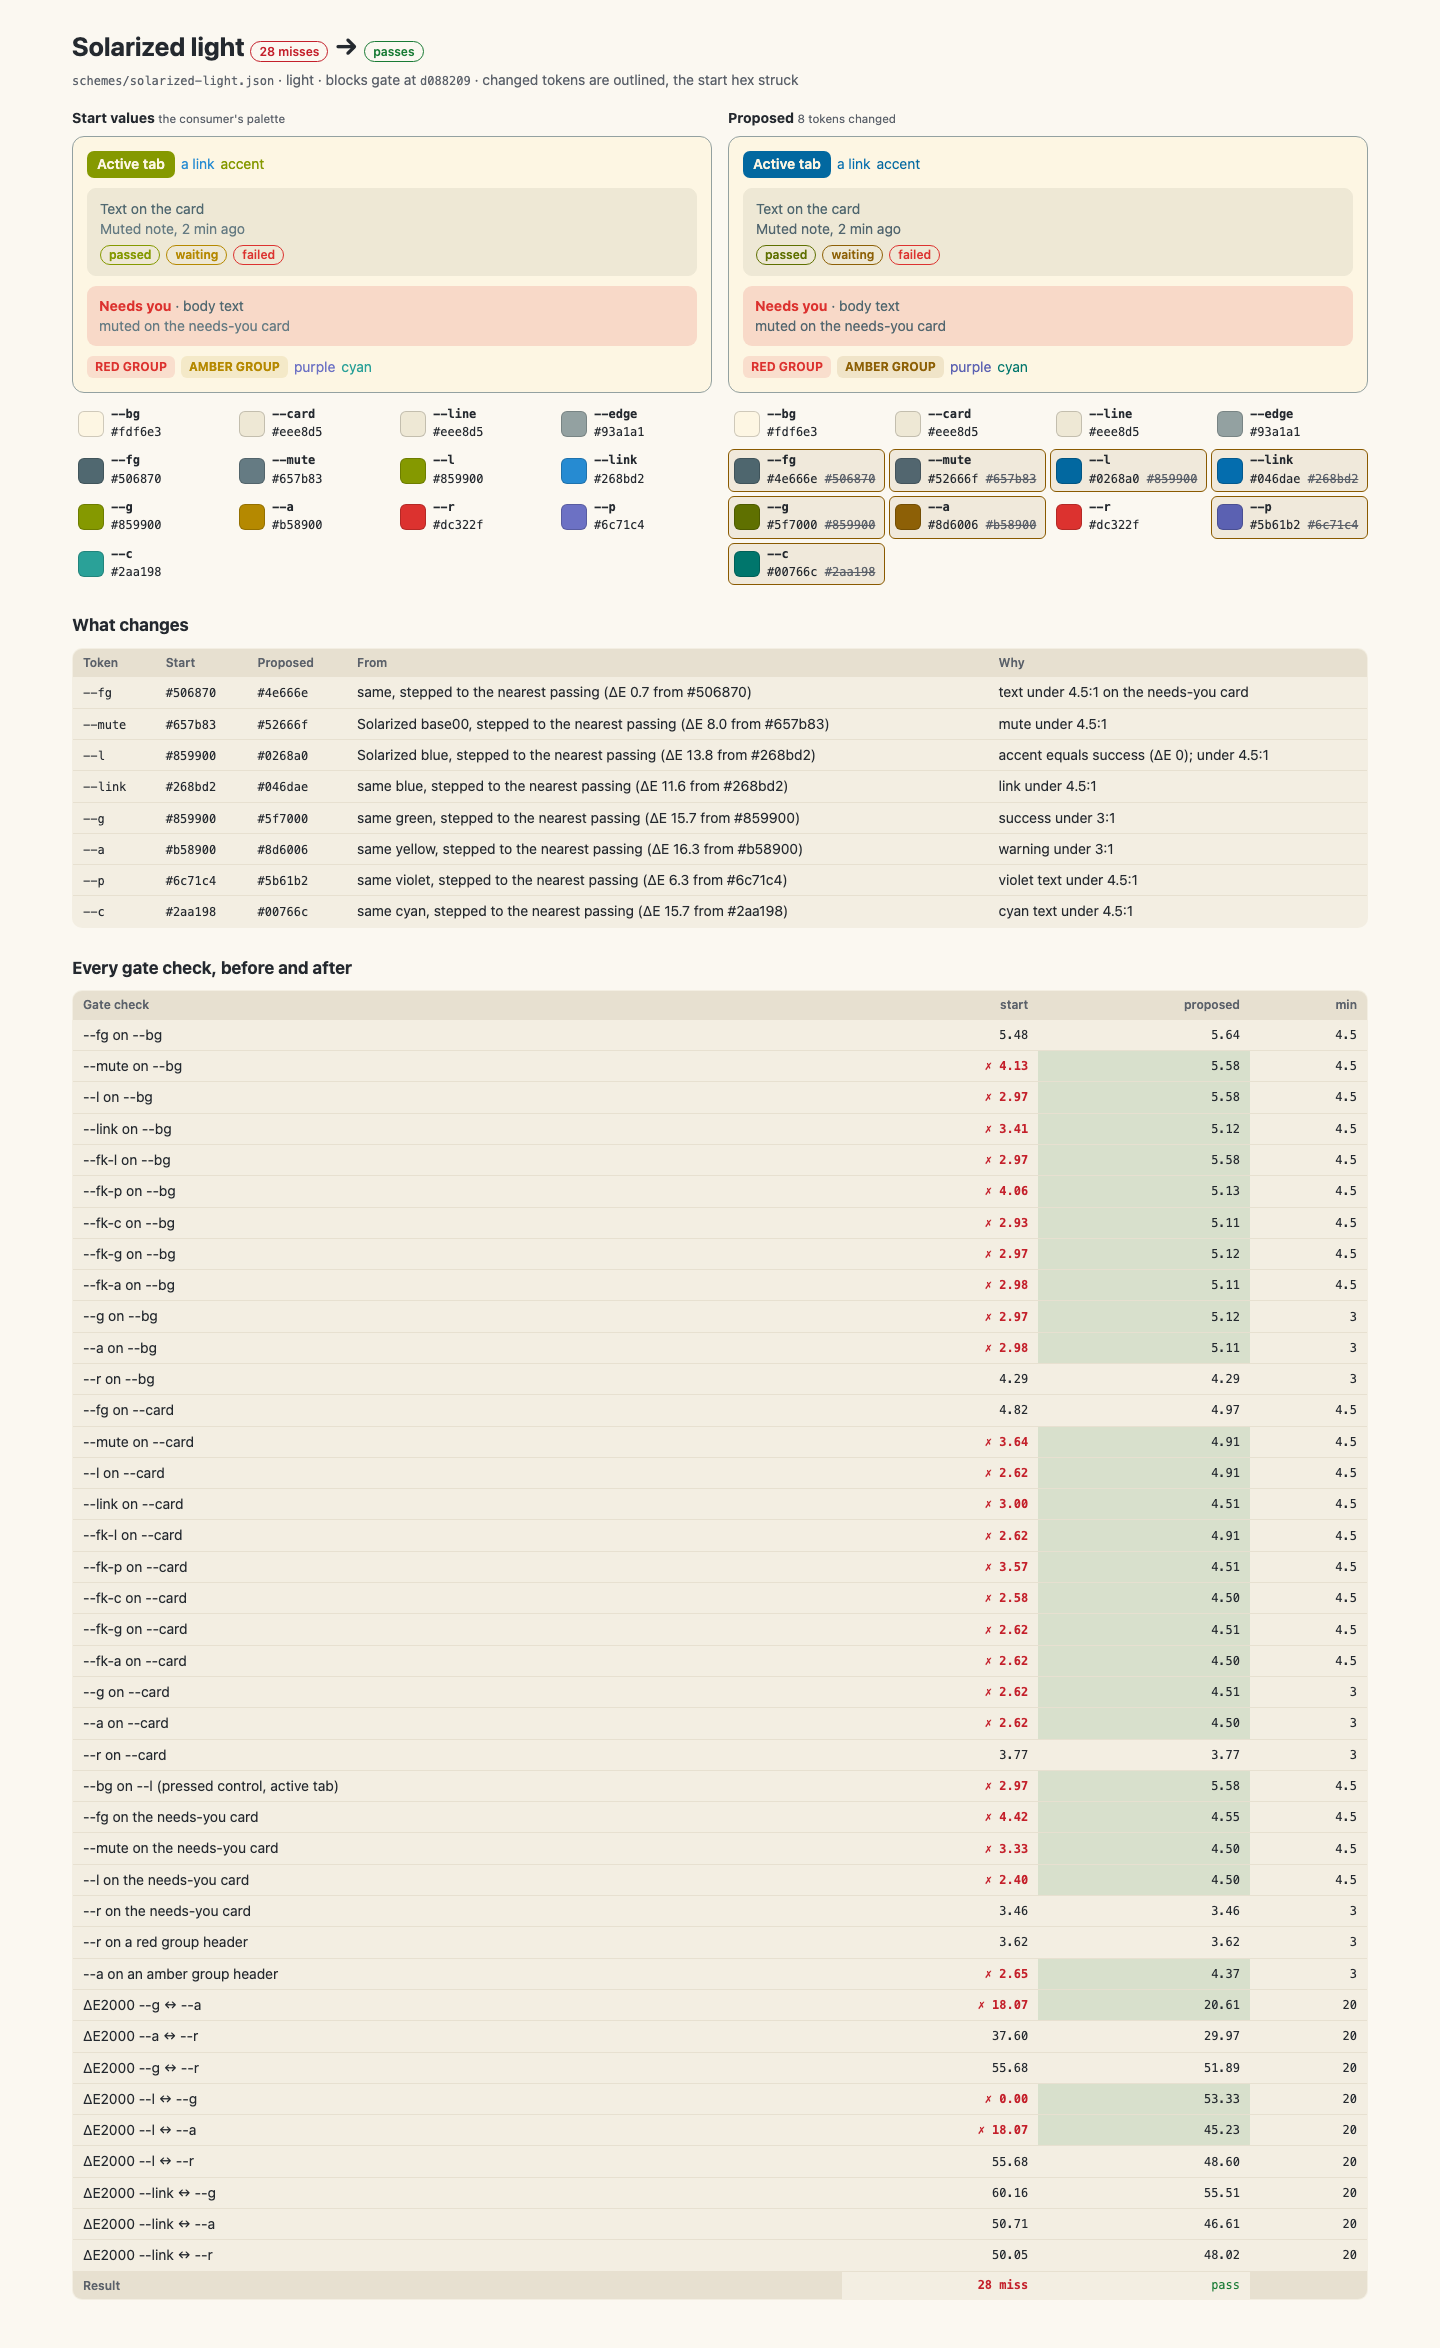 Solarized light 28 misses → passes
schemes/solarized-light.json · light · blocks gate at d088209 · changed tokens are outlined, the start hex struck
Start values the consumer's palette
Active tab a link accent
Text on the card
Muted note, 2 min ago
passed waiting failed
Needs you · body text
muted on the needs-you card
RED GROUP AMBER GROUP purple cyan
--bg #fdf6e3
--card #eee8d5
--line #eee8d5
--edge #93a1a1
--fg #506870
--mute #657b83
--l #859900
--link #268bd2
--g #859900
--a #b58900
--r #dc322f
--p #6c71c4
--c #2aa198
Proposed 8 tokens changed
Active tab a link accent
Text on the card
Muted note, 2 min ago
passed waiting failed
Needs you · body text
muted on the needs-you card
RED GROUP AMBER GROUP purple cyan
--bg #fdf6e3
--card #eee8d5
--line #eee8d5
--edge #93a1a1
--fg #4e666e #506870
--mute #52666f #657b83
--l #0268a0 #859900
--link #046dae #268bd2
--g #5f7000 #859900
--a #8d6006 #b58900
--r #dc322f
--p #5b61b2 #6c71c4
--c #00766c #2aa198
What changes
Token Start Proposed From Why
--fg #506870 #4e666e same, stepped to the nearest passing (ΔE 0.7 from #506870) text under 4.5:1 on the needs-you card
--mute #657b83 #52666f Solarized base00, stepped to the nearest passing (ΔE 8.0 from #657b83) mute under 4.5:1
--l #859900 #0268a0 Solarized blue, stepped to the nearest passing (ΔE 13.8 from #268bd2) accent equals success (ΔE 0); under 4.5:1
--link #268bd2 #046dae same blue, stepped to the nearest passing (ΔE 11.6 from #268bd2) link under 4.5:1
--g #859900 #5f7000 same green, stepped to the nearest passing (ΔE 15.7 from #859900) success under 3:1
--a #b58900 #8d6006 same yellow, stepped to the nearest passing (ΔE 16.3 from #b58900) warning under 3:1
--p #6c71c4 #5b61b2 same violet, stepped to the nearest passing (ΔE 6.3 from #6c71c4) violet text under 4.5:1
--c #2aa198 #00766c same cyan, stepped to the nearest passing (ΔE 15.7 from #2aa198) cyan text under 4.5:1
Every gate check, before and after
Gate check start proposed min
--fg on --bg 5.48 5.64 4.5
--mute on --bg ✗ 4.13 5.58 4.5
--l on --bg ✗ 2.97 5.58 4.5
--link on --bg ✗ 3.41 5.12 4.5
--fk-l on --bg ✗ 2.97 5.58 4.5
--fk-p on --bg ✗ 4.06 5.13 4.5
--fk-c on --bg ✗ 2.93 5.11 4.5
--fk-g on --bg ✗ 2.97 5.12 4.5
--fk-a on --bg ✗ 2.98 5.11 4.5
--g on --bg ✗ 2.97 5.12 3
--a on --bg ✗ 2.98 5.11 3
--r on --bg 4.29 4.29 3
--fg on --card 4.82 4.97 4.5
--mute on --card ✗ 3.64 4.91 4.5
--l on --card ✗ 2.62 4.91 4.5
--link on --card ✗ 3.00 4.51 4.5
--fk-l on --card ✗ 2.62 4.91 4.5
--fk-p on --card ✗ 3.57 4.51 4.5
--fk-c on --card ✗ 2.58 4.50 4.5
--fk-g on --card ✗ 2.62 4.51 4.5
--fk-a on --card ✗ 2.62 4.50 4.5
--g on --card ✗ 2.62 4.51 3
--a on --card ✗ 2.62 4.50 3
--r on --card 3.77 3.77 3
--bg on --l (pressed control, active tab) ✗ 2.97 5.58 4.5
--fg on the needs-you card ✗ 4.42 4.55 4.5
--mute on the needs-you card ✗ 3.33 4.50 4.5
--l on the needs-you card ✗ 2.40 4.50 4.5
--r on the needs-you card 3.46 3.46 3
--r on a red group header 3.62 3.62 3
--a on an amber group header ✗ 2.65 4.37 3
ΔE2000 --g ↔ --a ✗ 18.07 20.61 20
ΔE2000 --a ↔ --r 37.60 29.97 20
ΔE2000 --g ↔ --r 55.68 51.89 20
ΔE2000 --l ↔ --g ✗ 0.00 53.33 20
ΔE2000 --l ↔ --a ✗ 18.07 45.23 20
ΔE2000 --l ↔ --r 55.68 48.60 20
ΔE2000 --link ↔ --g 60.16 55.51 20
ΔE2000 --link ↔ --a 50.71 46.61 20
ΔE2000 --link ↔ --r 50.05 48.02 20
Result 28 miss pass